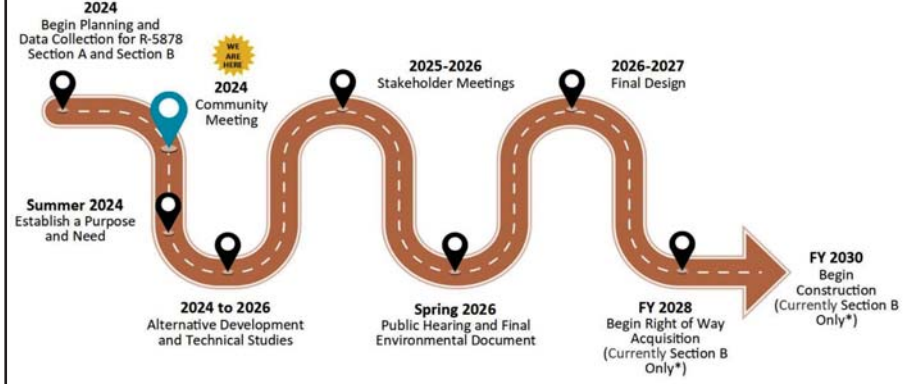 2024
Begin Planning and
Data Collection for R-5878
Section A and Section B
WE
ARE
HERE
2024
Community
Meeting
Summer 2024
Establish a Purpose
and Need
2024 to 2026
Alternative Development
and Technical Studies
2025-2026
Stakeholder Meetings
Spring 2026
Public Hearing and Final
Environmental Document
2026-2027
Final Design
FY 2028
Begin Right of Way
Acquisition
(Currently Section B
Only*)
FY 2030
Begin
Construction
(Currently Section B
Only*)